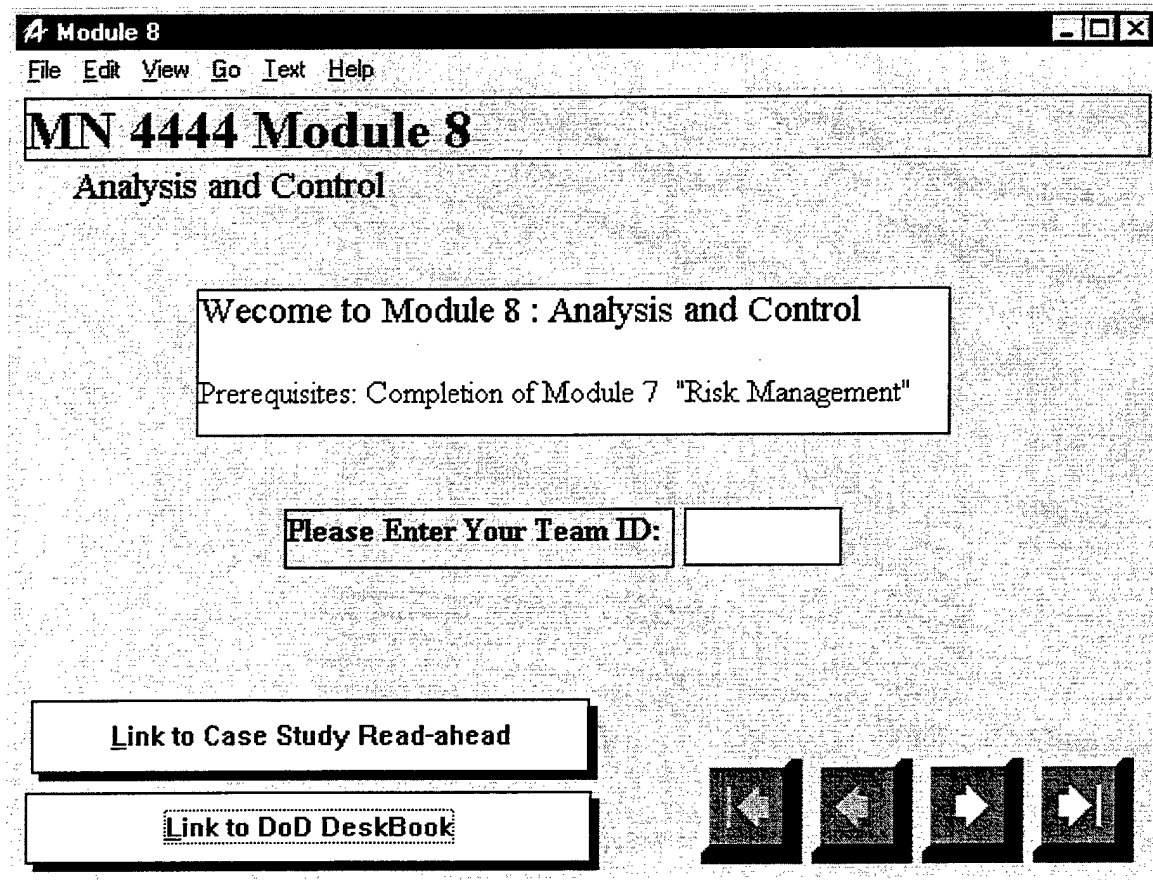 Module 8
File Edit View Go Text Help
MN 4444 Module 8
Analysis and Control
Wecome to Module 8 : Analysis and Control
Prerequisites: Completion of Module 7 "Risk Management"
Please Enter Your Team ID:
Link to Case Study Read-ahead
Link to DoD DeskBook